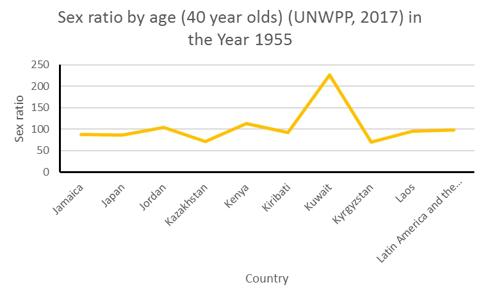 Sex ratio by age (40 year olds) (UNWPP, 2017) in
the Year 1955
250
200
150
100
50
0
Sex ratio
Jamaica
Japan
Jordan
Kazakhstan
Kenya
Kiribati
Kuwait
Kyrgyzstan
Laos
Latin America and the...
Country